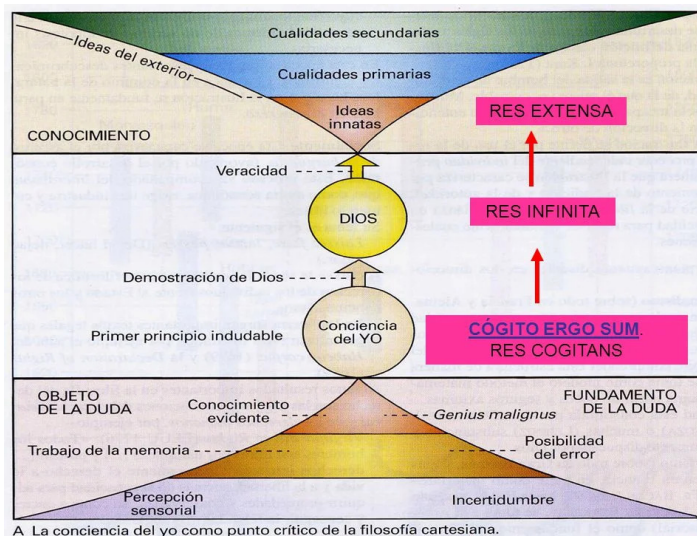 Cualidades secundarias
Ideas del exterior
Cualidades primarias
Ideas
innatas
CONOCIMIENTO
RES EXTENSA
Veracidad
DIOS
RES INFINITA
Demostración de Dios
Primer principio indudable
Conciencia
del YO
CÓGITO ERGO SUM.
RES COGITANS
OBJETO
DE LA DUDA
FUNDAMENTO
DE LA DUDA
Conocimiento
evidente
Genius malignus
Trabajo de la memoria
Posibilidad
del error
Percepción
sensorial
Incertidumbre
A La conciencia del yo como punto crítico de la filosofía cartesiana.